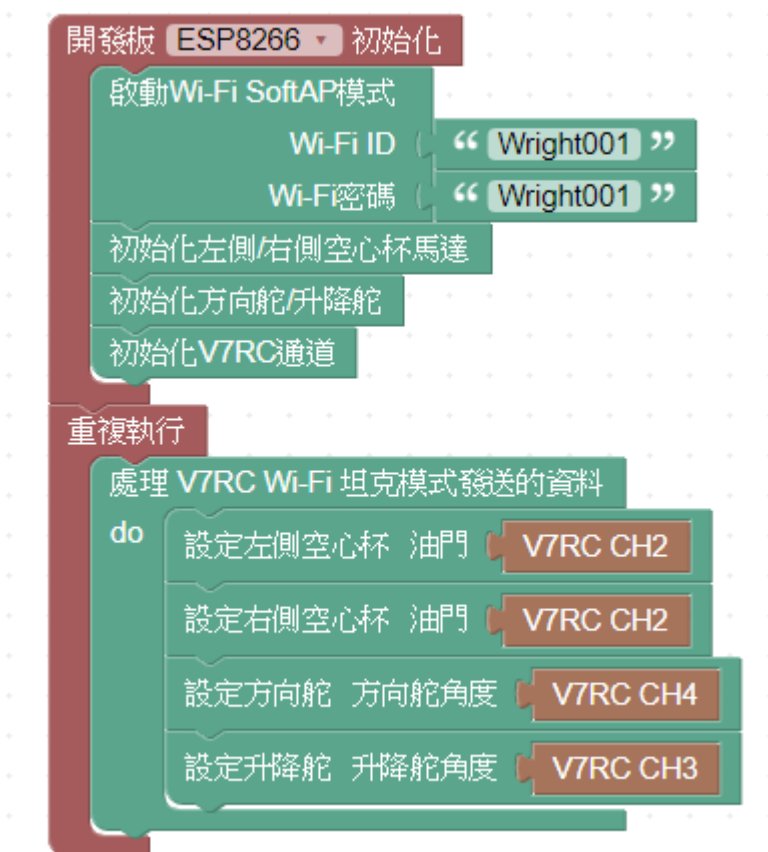 開發板 ESP8266 初始化
啟動Wi-Fi SoftAP模式
Wi-Fi ID “ Wright001 ”
Wi-Fi密碼 “ Wright001 ”
初始化左側/右側空心杯馬達
初始化方向舵/升降舵
初始化V7RC通道
重複執行
處理 V7RC Wi-Fi 坦克模式發送的資料
do
設定左側空心杯 油門 V7RC CH2
設定右側空心杯 油門 V7RC CH2
設定方向舵 方向舵角度 V7RC CH4
設定升降舵 升降舵角度 V7RC CH3